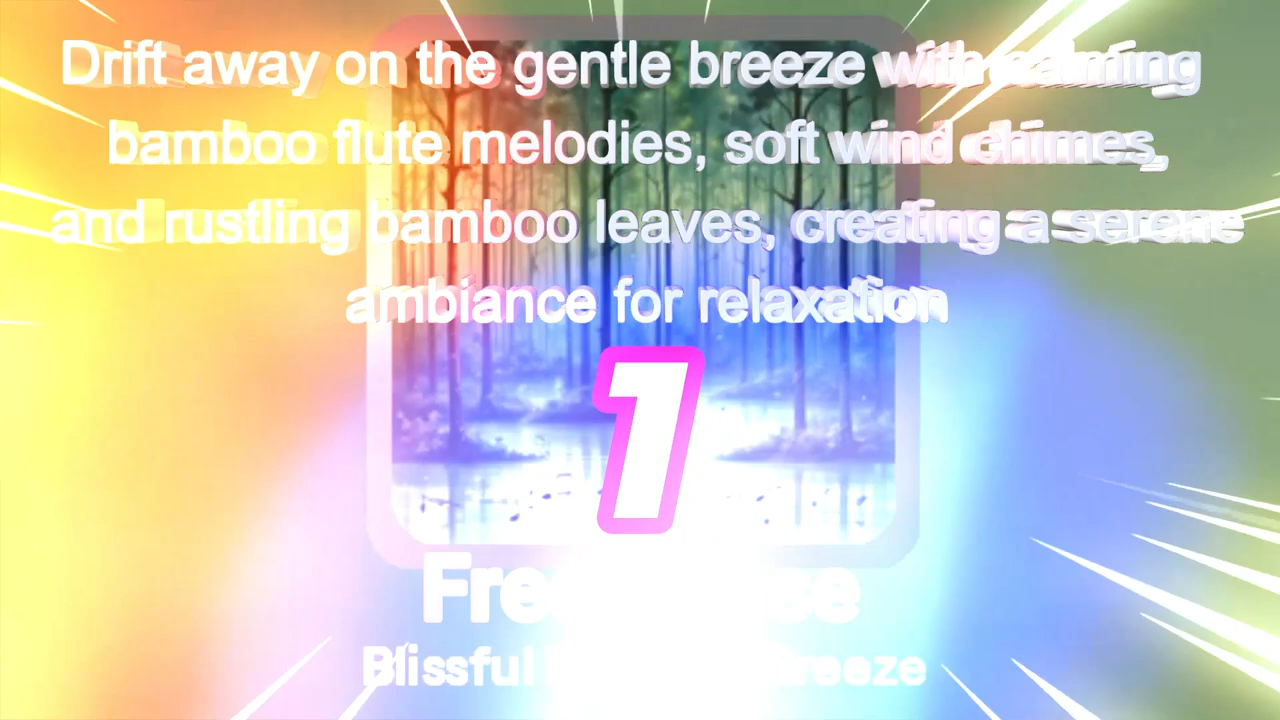 Drift away on the gentle breeze with calming
bamboo flute melodies, soft wind chimes,
and rustling bamboo leaves, creating a serene
ambiance for relaxation
1
Blissful